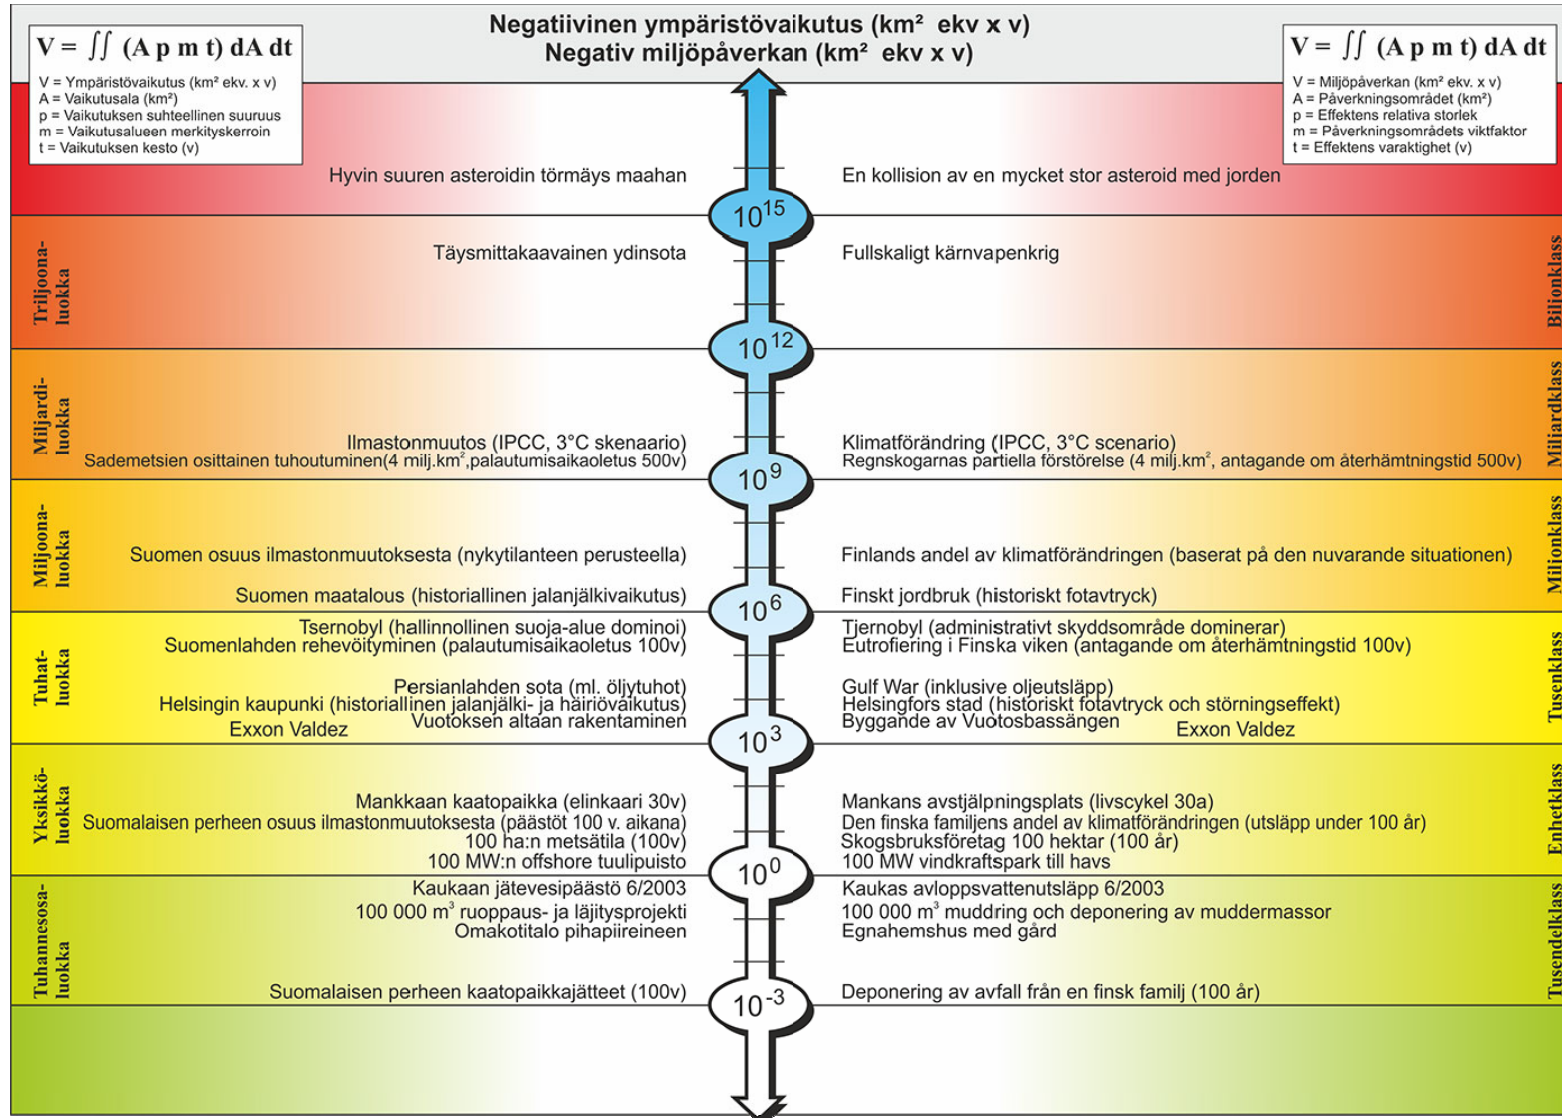 Negatiivinen ympäristövaikutus (km² ekv x v)
Negativ miljöpåverkan (km² ekv x v)
V = ∬ (A p m t) dA dt
V = Ympäristövaikutus (km² ekv. x v)
A = Vaikutusala (km²)
p = Vaikutuksen suhteellinen suuruus
m = Vaikutusalueen merkityskerroin
t = Vaikutuksen kesto (v)
V = ∬ (A p m t) dA dt
V = Miljöpåverkan (km² ekv x v)
A = Påverkningsområdet (km²)
p = Effektens relativa storlek
m = Påverkningsområdets viktfaktor
t = Effektens varaktighet (v)
Hyvin suuren asteroidin törmäys maahan
En kollision av en mycket stor asteroid med jorden
10¹⁵
Triljoona-
luokka
Täysmittakaavainen ydinsota
Fullskaligt kärnvapenkrig
Biljonklass
10¹²
Miljardi-
luokka
Ilmastonmuutos (IPCC, 3°C skenaario)
Klimatförändring (IPCC, 3°C scenario)
Sademetsien osittainen tuhoutuminen(4 milj.km²,palautumisaikaoletus 500v)
Regnskogarnas partiella förstörelse (4 milj.km², antagande om återhämtningstid 500v)
Miljardklass
10⁹
Miljoona-
luokka
Suomen osuus ilmastonmuutoksesta (nykytilanteen perusteella)
Finlands andel av klimatförändringen (baserat på den nuvarande situationen)
Suomen maatalous (historiallinen jalanjälkivaikutus)
Finskt jordbruk (historiskt fotavtryck)
Miljonklass
10⁶
Tuhat-
luokka
Tsernobyl (hallinnollinen suoja-alue dominoi)
Tjernobyl (administrativt skyddsområde dominerar)
Suomenlahden rehevöityminen (palautumisaikaoletus 100v)
Eutrofiering i Finska viken (antagande om återhämtningstid 100v)
Persianlahden sota (ml. öljytuhot)
Gulf War (inklusive oljeutsläpp)
Helsingin kaupunki (historiallinen jalanjälki- ja häiriövaikutus)
Helsingfors stad (historiskt fotavtryck och störningseffekt)
Vuotoksen altaan rakentaminen
Byggande av Vuotosbassängen
Exxon Valdez
Exxon Valdez
Tusenklass
10³
Yksikkö-
luokka
Mankkaan kaatopaikka (elinkaari 30v)
Mankans avstjälpningsplats (livscykel 30a)
Suomalaisen perheen osuus ilmastonmuutoksesta (päästöt 100 v. aikana)
Den finska familjens andel av klimatförändringen (utsläpp under 100 år)
100 ha:n metsätila (100v)
Skogsbruksföretag 100 hektar (100 år)
100 MW:n offshore tuulipuisto
100 MW vindkraftspark till havs
Enhetklass
10⁰
Tuhannesosa-
luokka
Kaukaan jätevesipäästö 6/2003
Kaukas avloppsvattenutsläpp 6/2003
100 000 m³ ruoppaus- ja läjitysprojekti
100 000 m³ muddring och deponering av muddermassor
Omakotitalo pihapiireineen
Egnahemshus med gård
Suomalaisen perheen kaatopaikkajätteet (100v)
Deponering av avfall från en finsk familj (100 år)
Tusendelklass
10⁻³